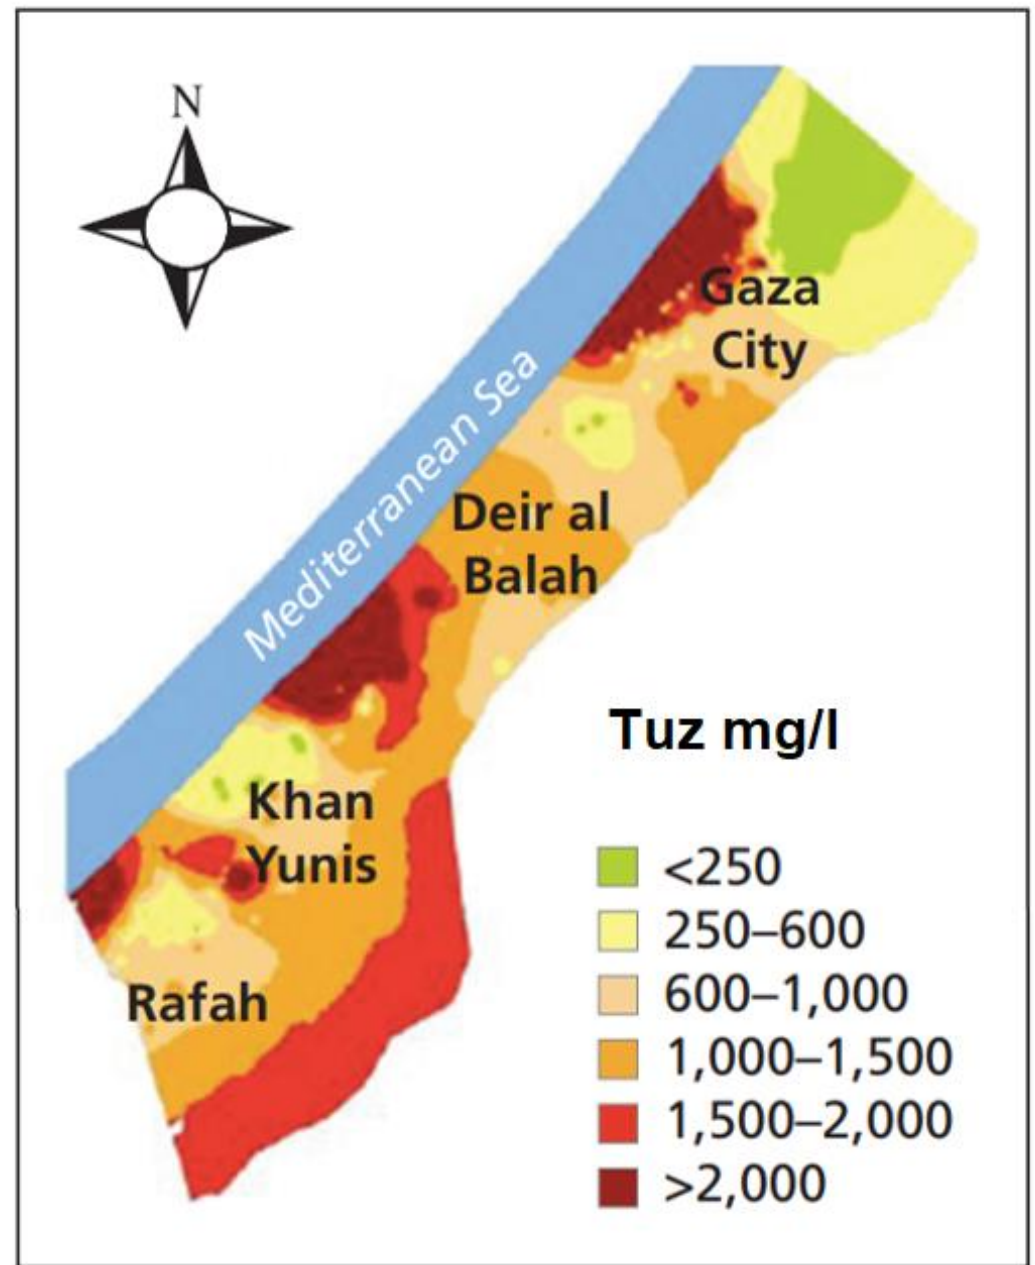 N
Mediterranean Sea
Gaza
City
Deir al
Balah
Khan
Yunis
Rafah
Tuz mg/l
<250
250–600
600–1,000
1,000–1,500
1,500–2,000
>2,000